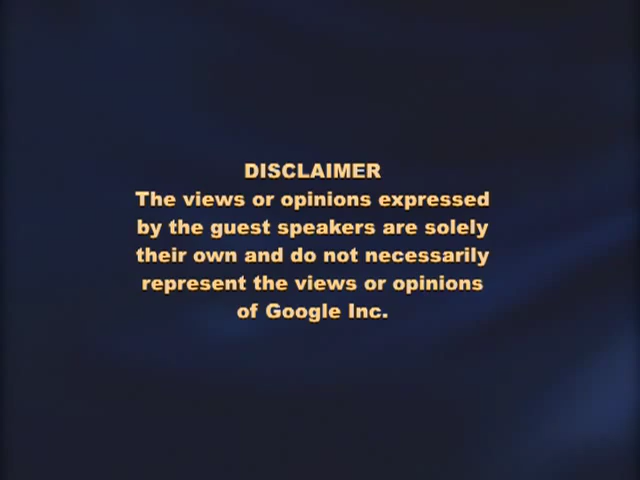 DISCLAIMER
The views or opinions expressed
by the guest speakers are solely
their own and do not necessarily
represent the views or opinions
of Google Inc.